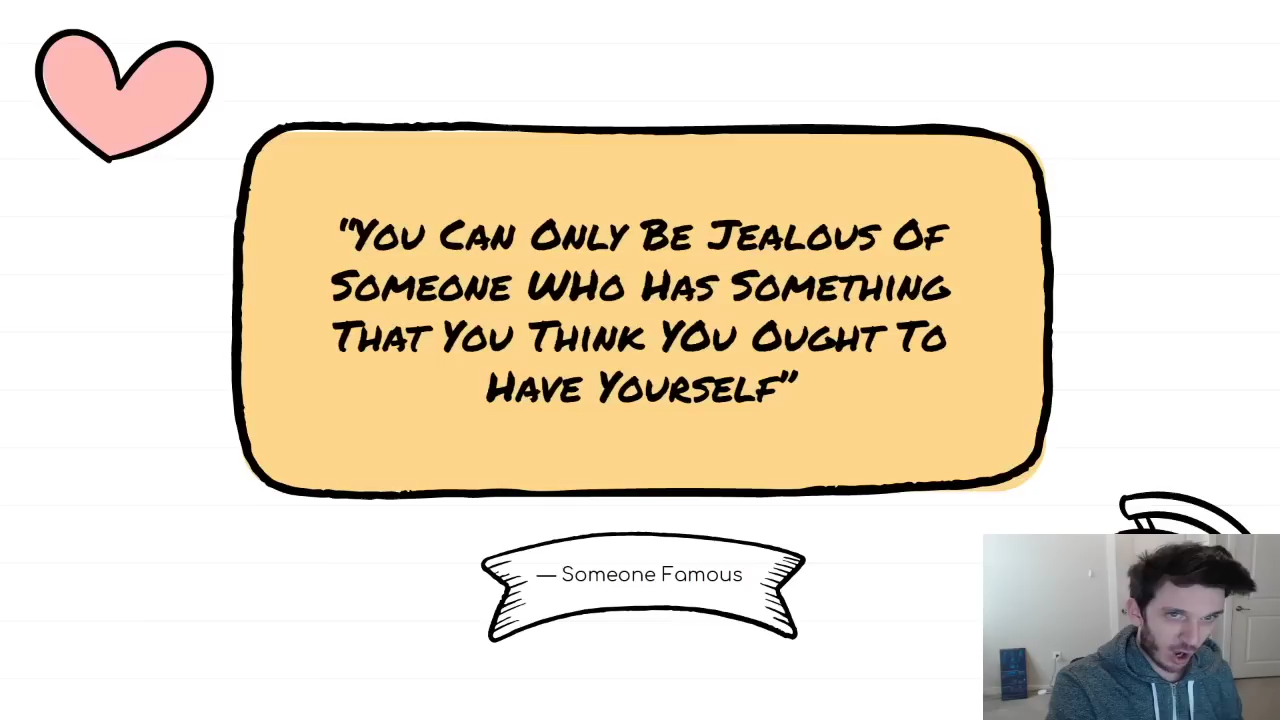 "You Can Only Be Jealous Of
Someone WHo Has Something
That You Think YOu Ought To
Have Yourself”
— Someone Famous